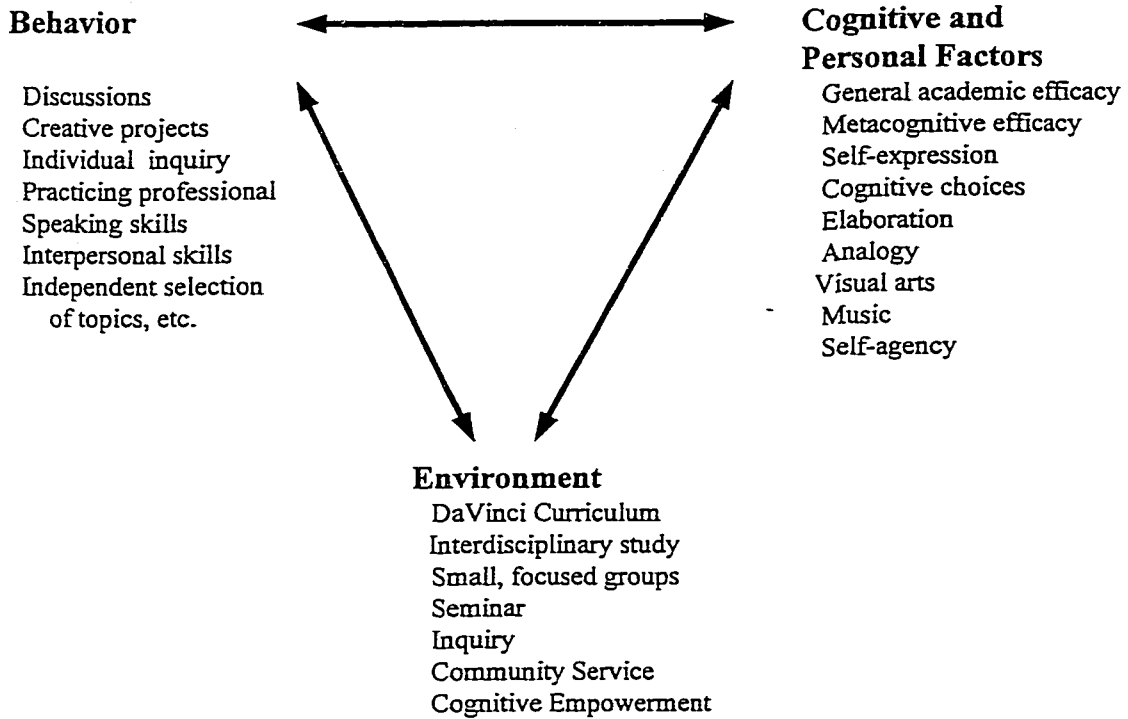 Behavior
Discussions
Creative projects
Individual inquiry
Practicing professional
Speaking skills
Interpersonal skills
Independent selection
of topics, etc.
Cognitive and
Personal Factors
General academic efficacy
Metacognitive efficacy
Self-expression
Cognitive choices
Elaboration
Analogy
Visual arts
Music
Self-agency
Environment
DaVinci Curriculum
Interdisciplinary study
Small, focused groups
Seminar
Inquiry
Community Service
Cognitive Empowerment